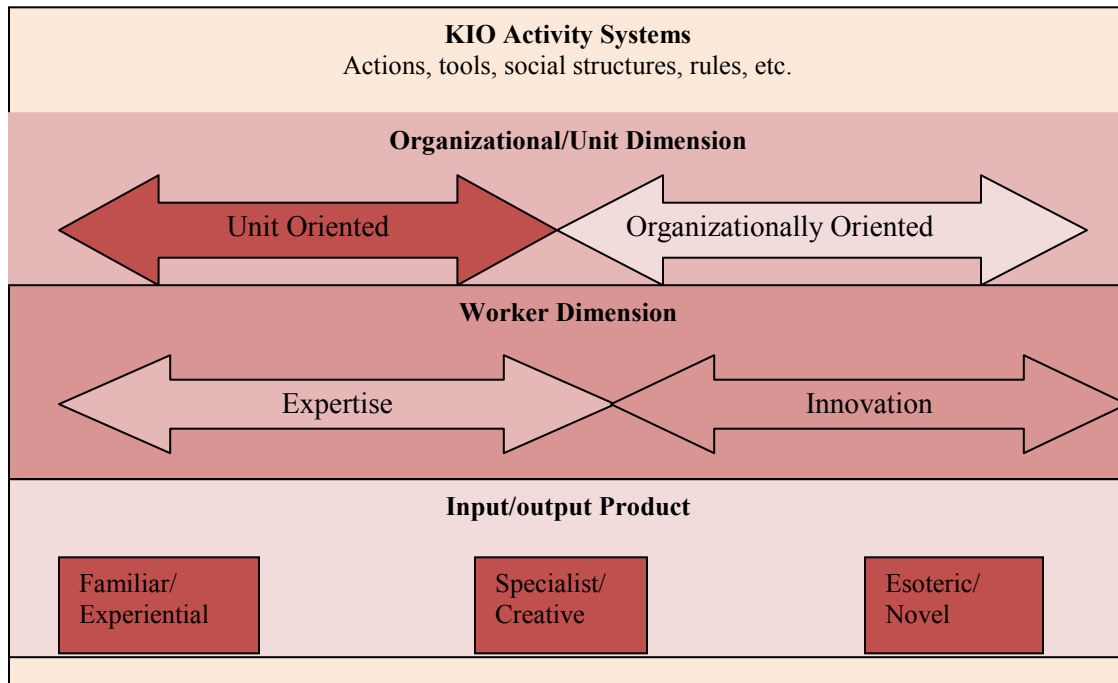 KIO Activity Systems
Actions, tools, social structures, rules, etc.
Organizational/Unit Dimension
Unit Oriented
Organizationally Oriented
Worker Dimension
Expertise
Innovation
Input/output Product
Familiar/
Experiential
Specialist/
Creative
Esoteric/
Novel